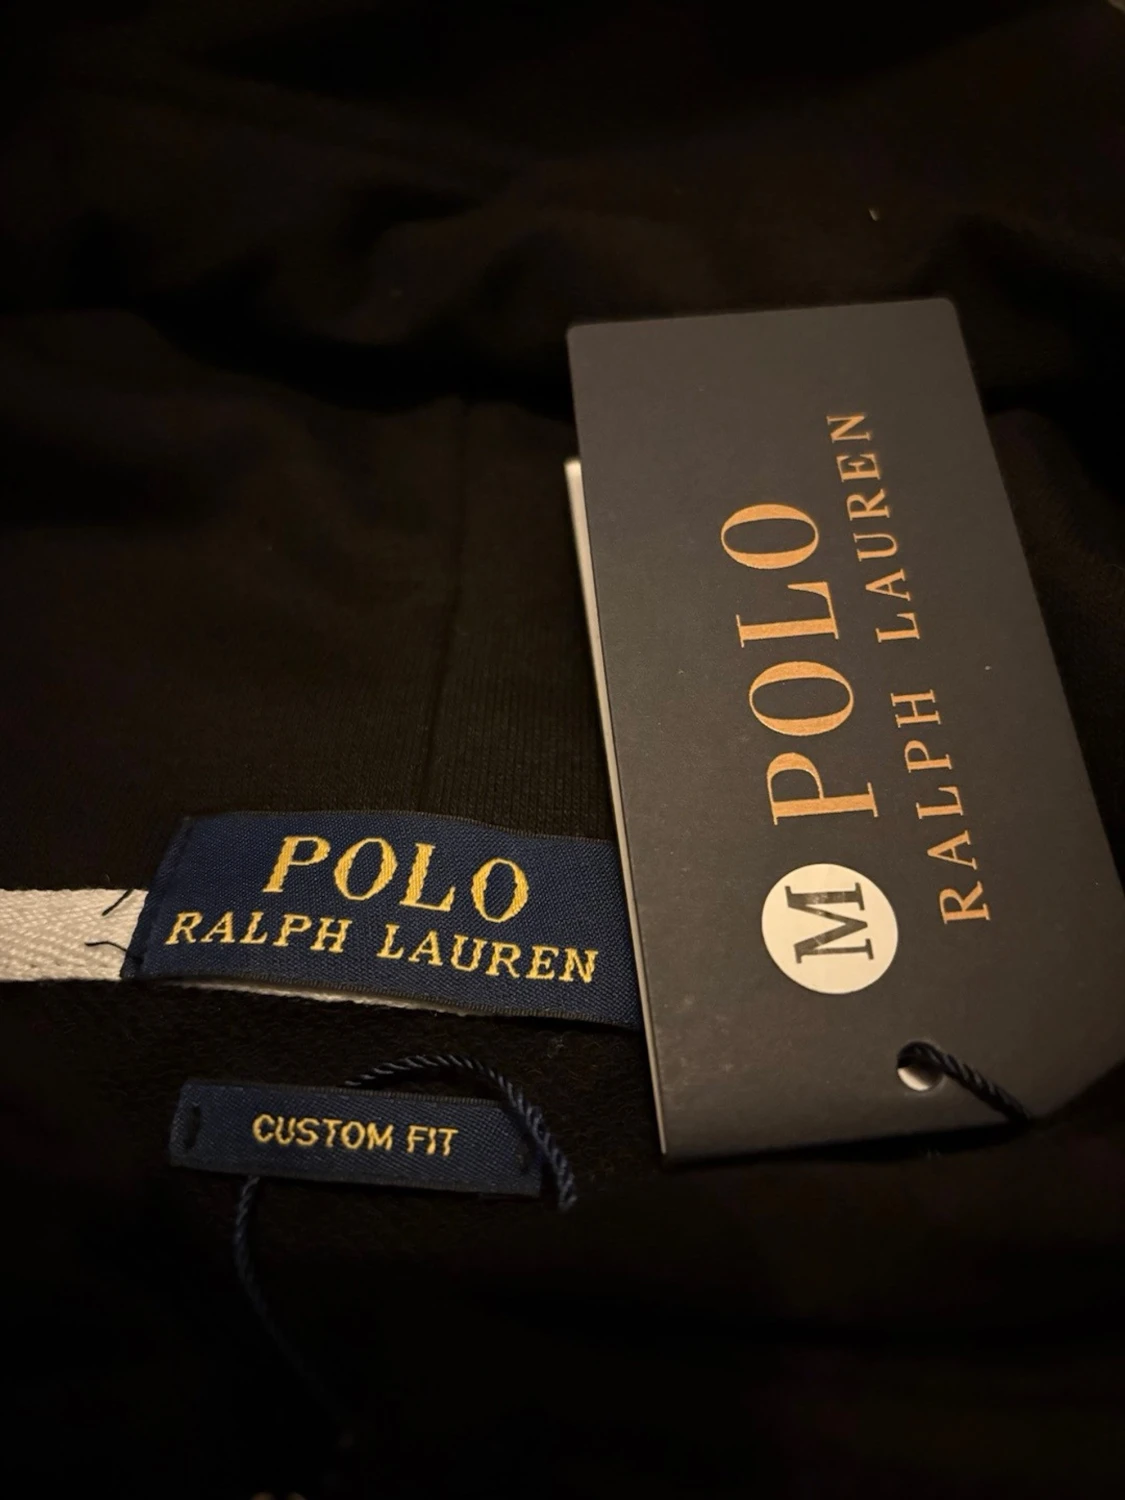 POLO
RALPH LAUREN
CUSTOM FIT
M POLO
RALPH LAUREN